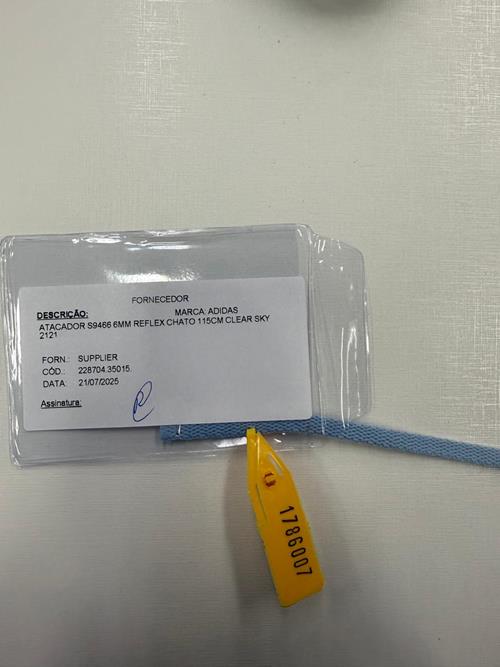 FORNECEDOR
DESCRIÇÃO: MARCA: ADIDAS
ATACADOR S9466 6MM REFLEX CHATO 115CM CLEAR SKY
2121
FORN.: SUPPLIER
CÓD.: 228704.35015.
DATA: 21/07/2025
Assinatura:
1786007